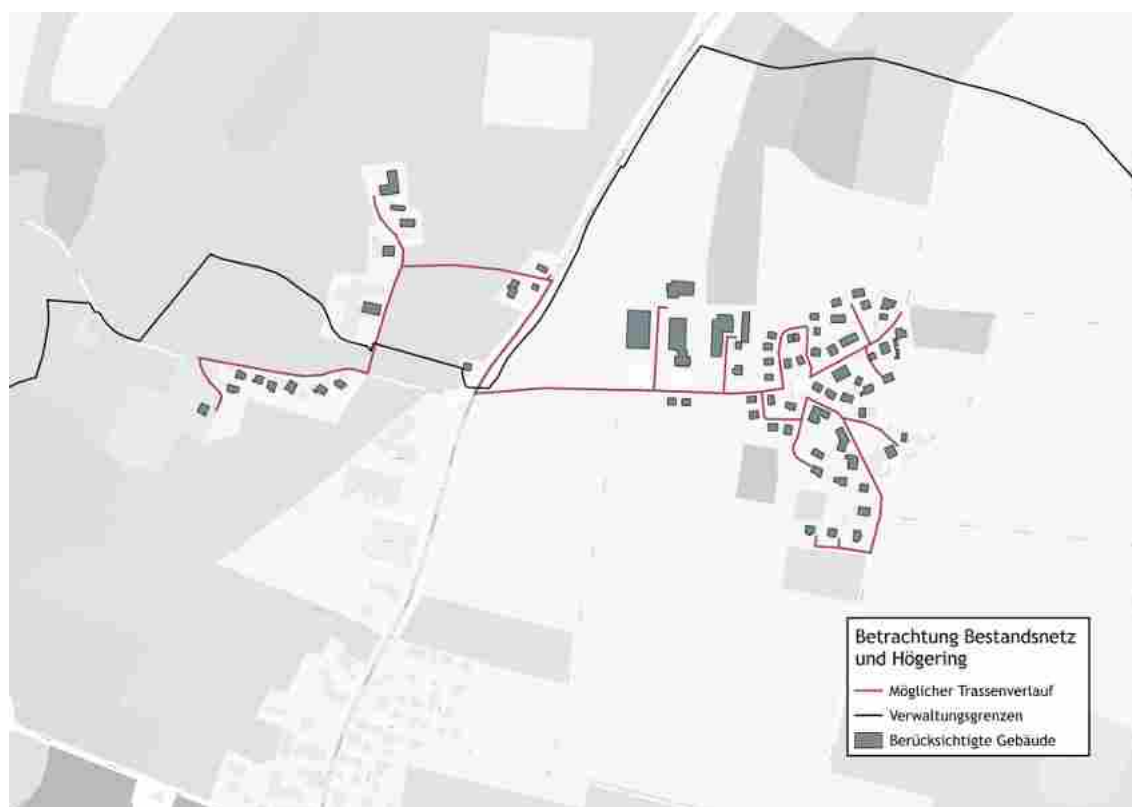 Betrachtung Bestandsnetz
und Högering
Möglicher Trassenverlauf
Verwaltungsgrenzen
Berücksichtigte Gebäude